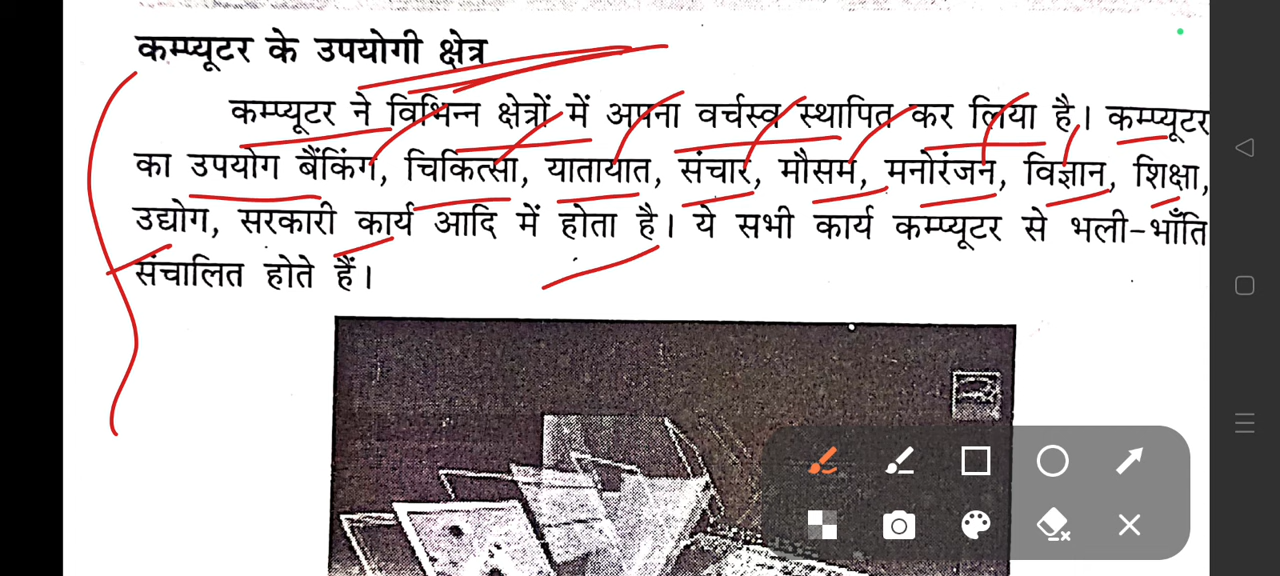 कम्प्यूटर के उपयोगी क्षेत्र
कम्प्यूटर ने विभिन्न क्षेत्रों में अपना वर्चस्व स्थापित कर लिया है। कम्प्यूटर
का उपयोग बैंकिंग, चिकित्सा, यातायात, संचार, मौसम, मनोरंजन, विज्ञान, शिक्षा,
उद्योग, सरकारी कार्य आदि में होता है। ये सभी कार्य कम्प्यूटर से भली-भाँति
संचालित होते हैं।